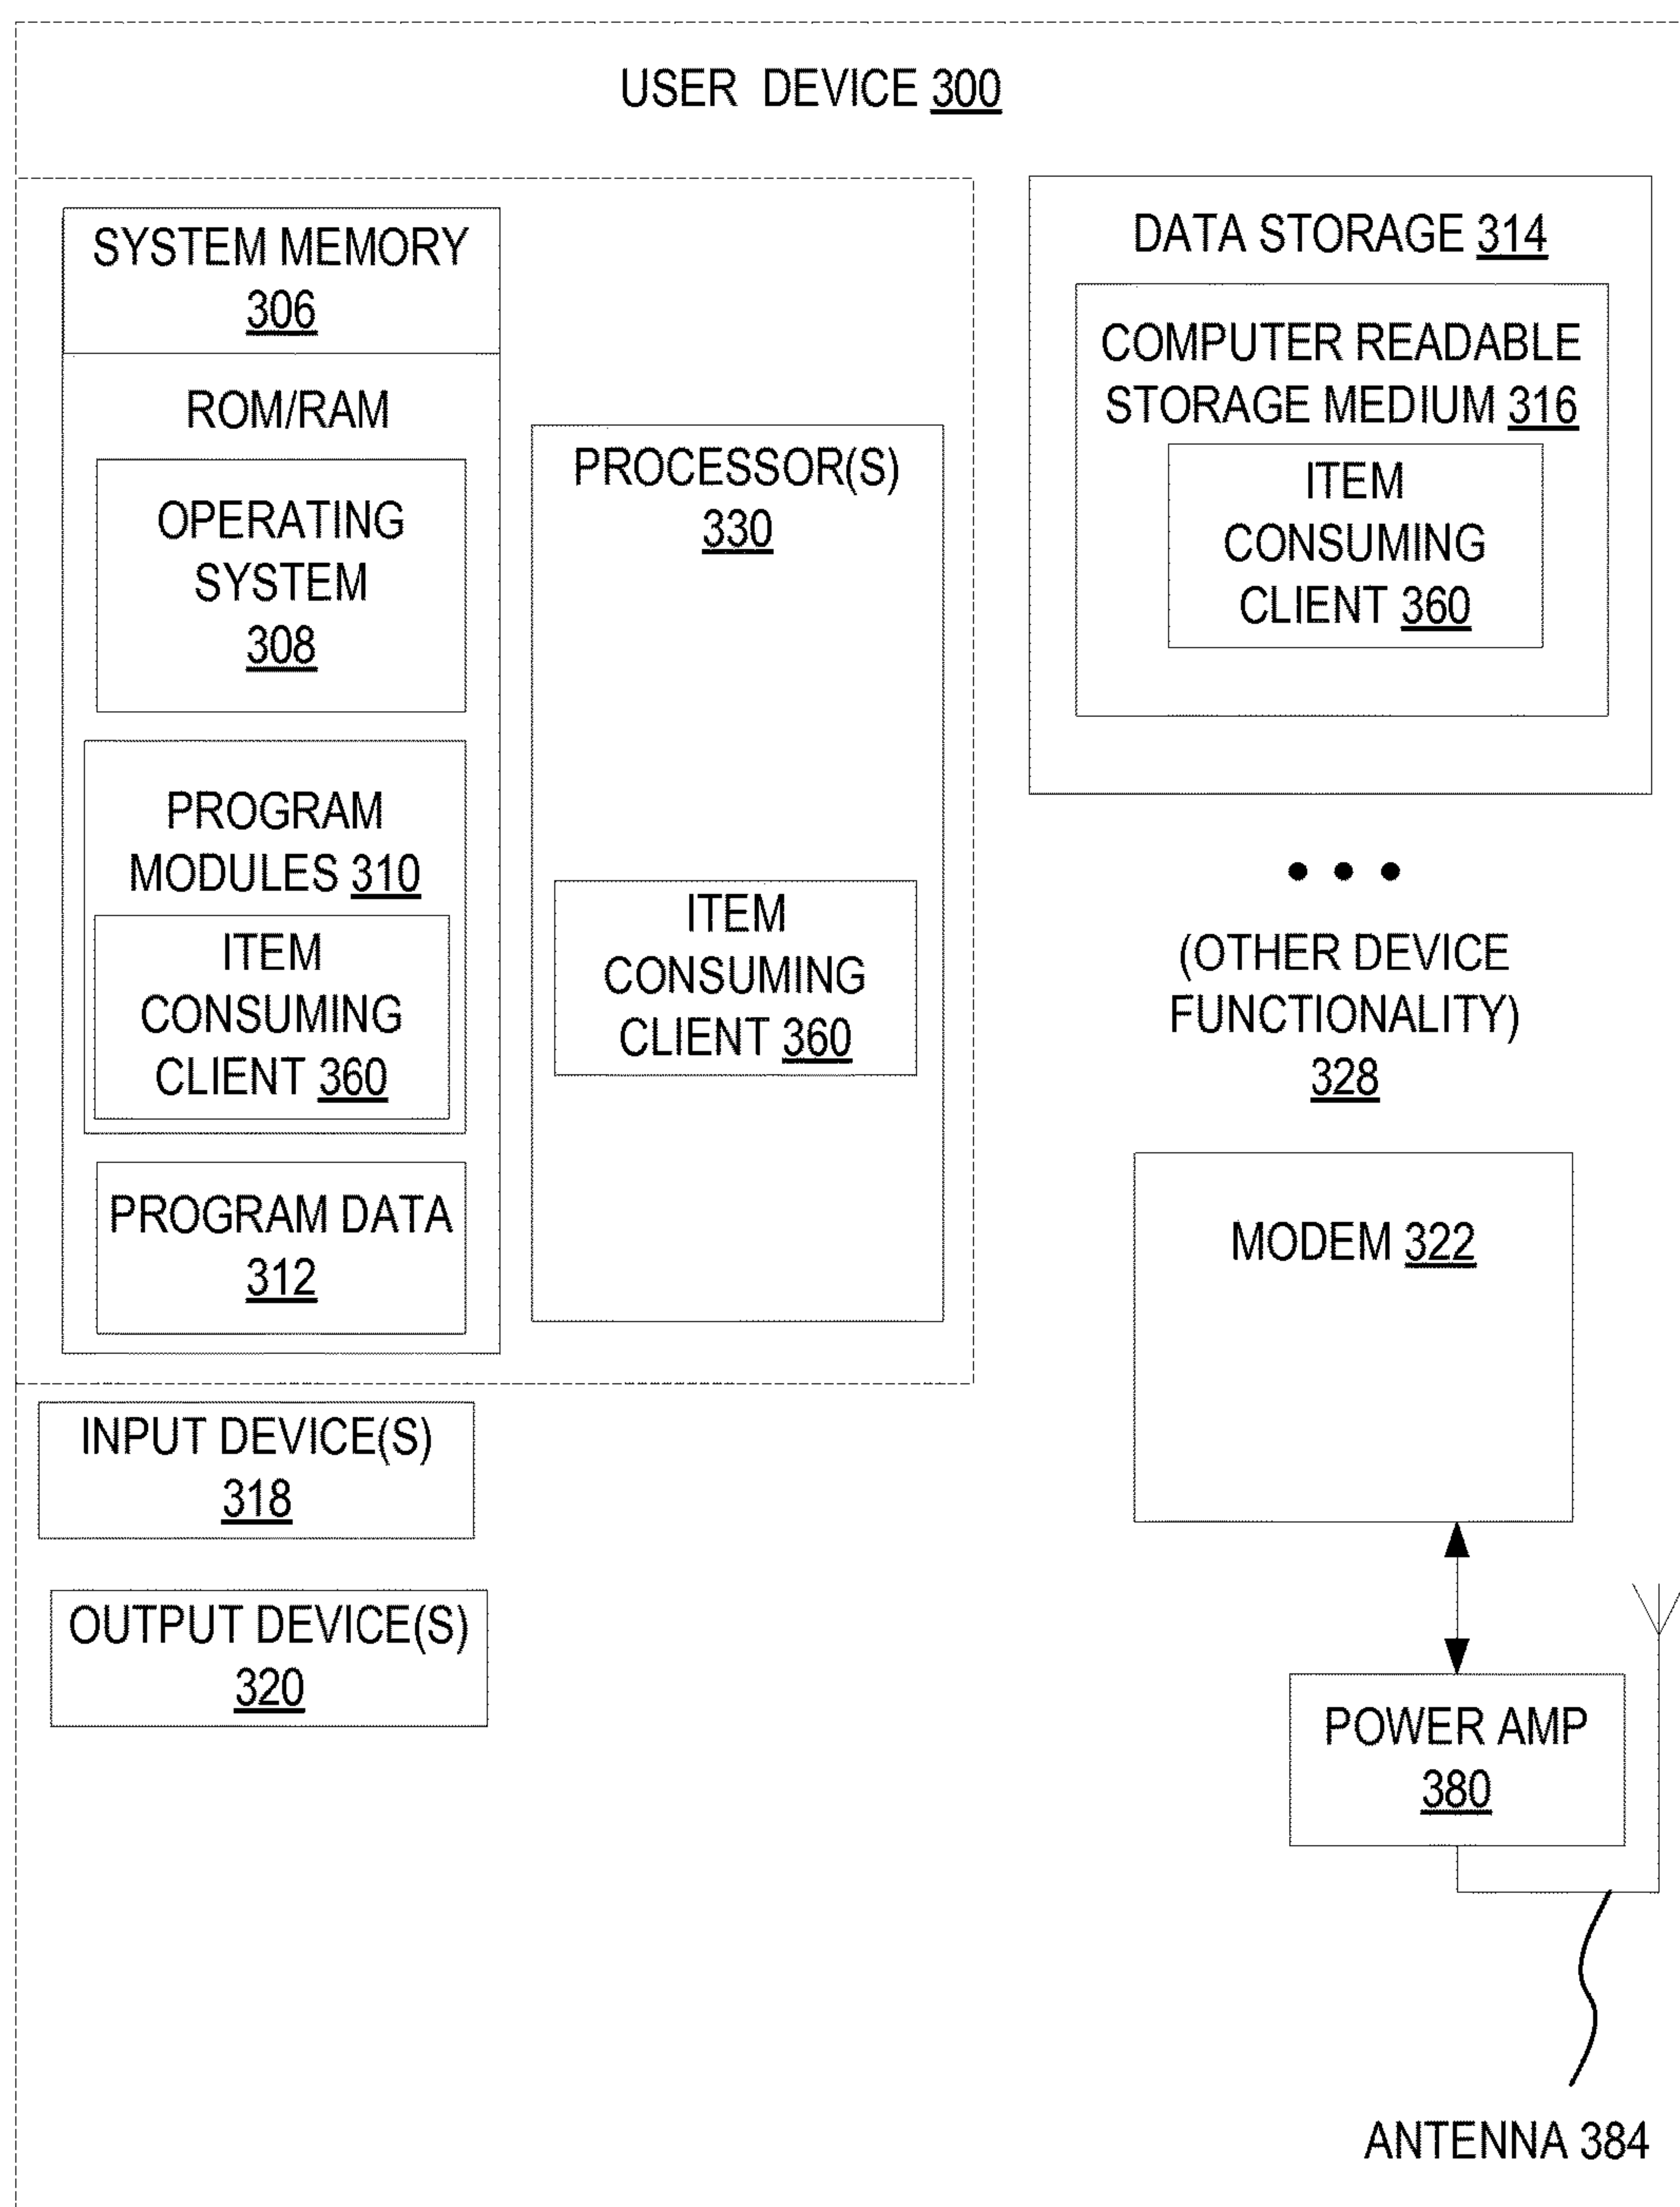 USER DEVICE 300
SYSTEM MEMORY
306
ROM/RAM
OPERATING
SYSTEM
308
PROGRAM
MODULES 310
ITEM
CONSUMING
CLIENT 360
PROGRAM DATA
312
PROCESSOR(S)
330
ITEM
CONSUMING
CLIENT 360
INPUT DEVICE(S)
318
OUTPUT DEVICE(S)
320
DATA STORAGE 314
COMPUTER READABLE
STORAGE MEDIUM 316
ITEM
CONSUMING
CLIENT 360
(OTHER DEVICE
FUNCTIONALITY)
328
MODEM 322
POWER AMP
380
ANTENNA 384